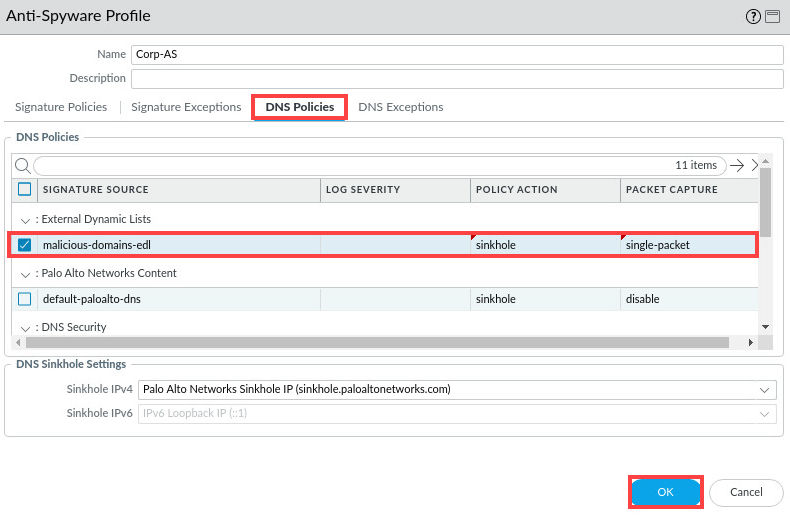 Anti-Spyware Profile
Name Corp-AS
Description
Signature Policies Signature Exceptions DNS Policies DNS Exceptions
DNS Policies
11 items
SIGNATURE SOURCE LOG SEVERITY POLICY ACTION PACKET CAPTURE
: External Dynamic Lists
malicious-domains-edl sinkhole single-packet
: Palo Alto Networks Content
default-paloalto-dns sinkhole disable
: DNS Security
DNS Sinkhole Settings
Sinkhole IPv4 Palo Alto Networks Sinkhole IP (sinkhole.paloaltonetworks.com)
Sinkhole IPv6 IPv6 Loopback IP (::1)
OK Cancel